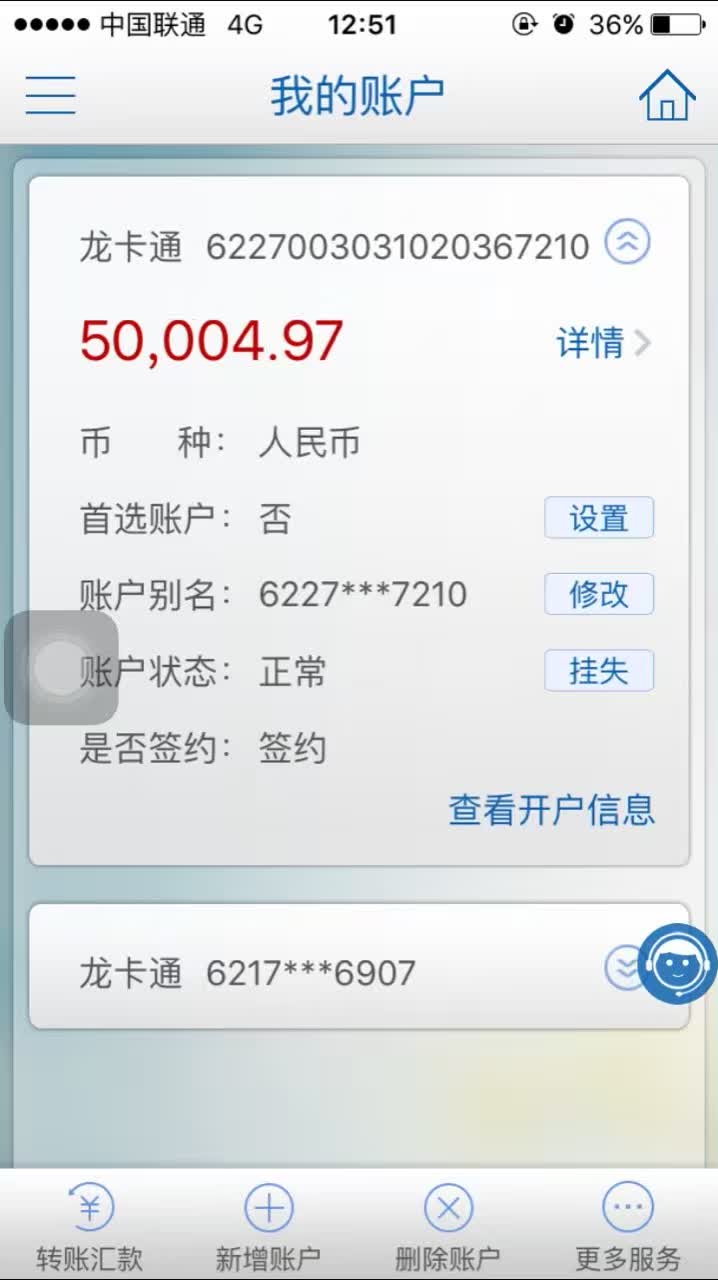 中国联通 4G 12:51 36%
我的账户
龙卡通 6227003031020367210
50,004.97 详情
币 种: 人民币
首选账户: 否 设置
账户别名: 6227***7210 修改
账户状态: 正常 挂失
是否签约: 签约
查看开户信息
龙卡通 6217***6907
转账汇款 新增账户 删除账户 更多服务